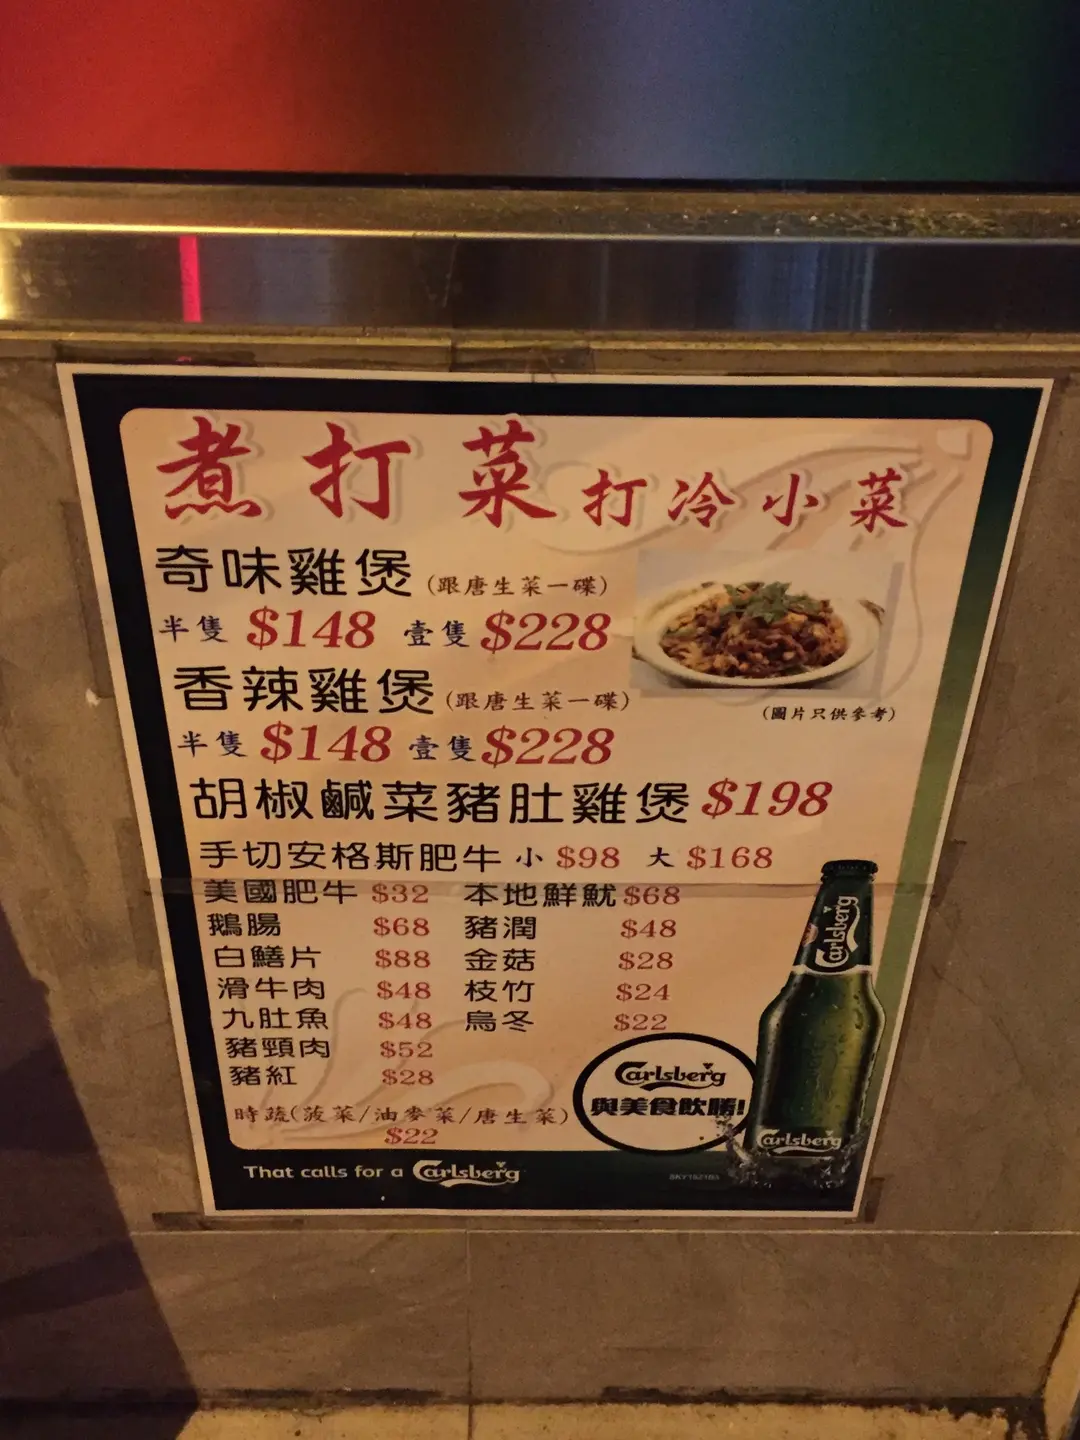 煮打菜 打冷小菜
奇味雞煲(跟唐生菜一碟)
半隻 $148 壹隻 $228
香辣雞煲(跟唐生菜一碟)
(圖片只供參考)
半隻 $148 壹隻 $228
胡椒鹹菜豬肚雞煲 $198
手切安格斯肥牛 小 $98 大 $168
美國肥牛 $32 本地鮮魷 $68
鵝腸 $68 豬潤 $48
白鱔片 $88 金菇 $28
滑牛肉 $48 枝竹 $24
九肚魚 $48 烏冬 $22
豬頸肉 $52
豬紅 $28
時蔬(菠菜/油麥菜/唐生菜)
$22
Carlsberg
Carlsberg
與美食飲勝!
Carlsberg
That calls for a Carlsberg